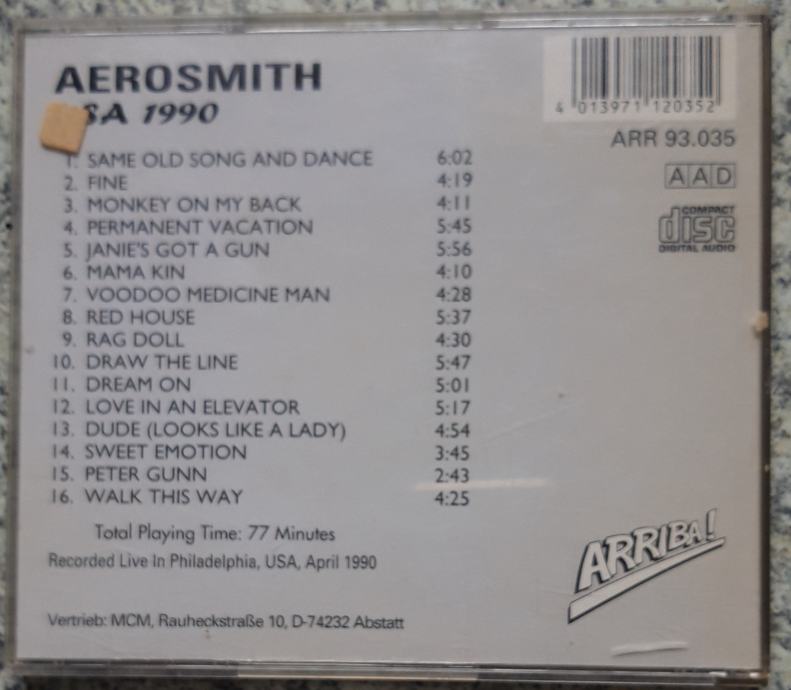 AEROSMITH
1990
4 013971 120352
ARR 93.035
AAD
COMPACT
disc
DIGITAL AUDIO
1. SAME OLD SONG AND DANCE 6:02
2. FINE 4:19
3. MONKEY ON MY BACK 4:11
4. PERMANENT VACATION 5:45
5. JANIE'S GOT A GUN 5:56
6. MAMA KIN 4:10
7. VOODOO MEDICINE MAN 4:28
8. RED HOUSE 5:37
9. RAG DOLL 4:30
10. DRAW THE LINE 5:47
11. DREAM ON 5:01
12. LOVE IN AN ELEVATOR 5:17
13. DUDE (LOOKS LIKE A LADY) 4:54
14. SWEET EMOTION 3:45
15. PETER GUNN 2:43
16. WALK THIS WAY 4:25
Total Playing Time: 77 Minutes
Recorded Live In Philadelphia, USA, April 1990
ARRIBA!
Vertrieb: MCM, Rauheckstraße 10, D-74232 Abstatt